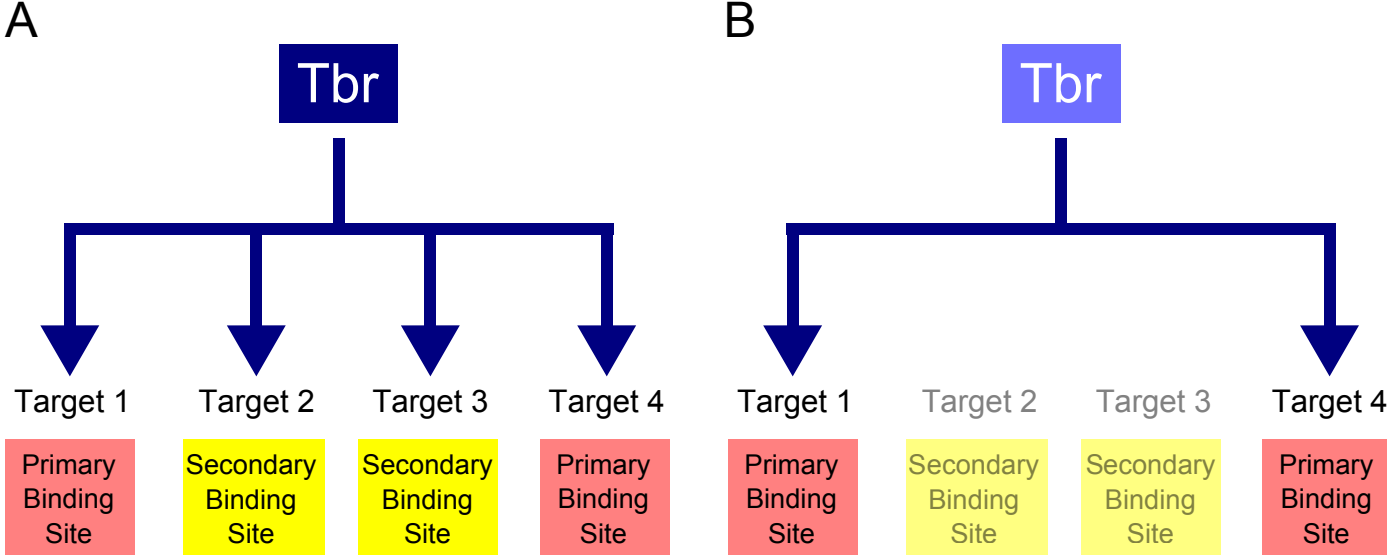 A
B
Tbr
Tbr
Target 1
Target 2
Target 3
Target 4
Target 1
Target 2
Target 3
Target 4
Primary
Binding
Site
Secondary
Binding
Site
Secondary
Binding
Site
Primary
Binding
Site
Primary
Binding
Site
Secondary
Binding
Site
Secondary
Binding
Site
Primary
Binding
Site